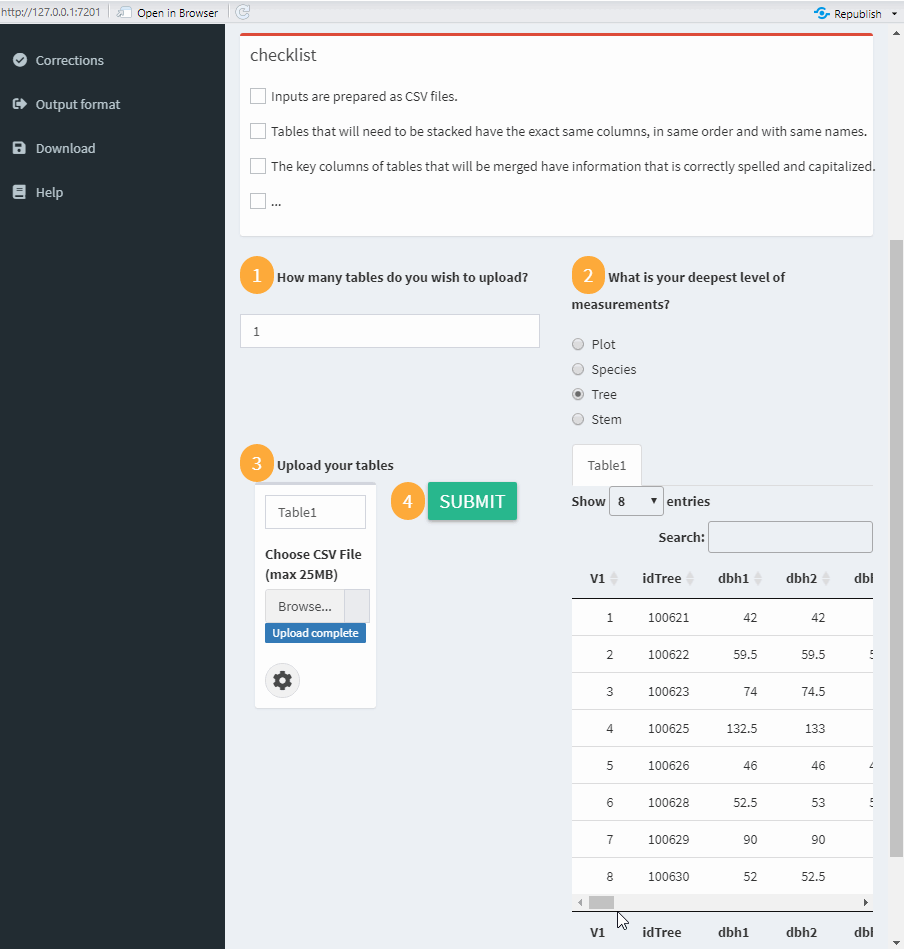 http://127.0.0.1:7201 Open in Browser Republish
Corrections
Output format
Download
Help
checklist
Inputs are prepared as CSV files.
Tables that will need to be stacked have the exact same columns, in same order and with same names.
The key columns of tables that will be merged have information that is correctly spelled and capitalized.
...
1 How many tables do you wish to upload?
1
2 What is your deepest level of
measurements?
Plot
Species
Tree
Stem
3 Upload your tables
Table1
Choose CSV File
(max 25MB)
Browse...
Upload complete
4 SUBMIT
Table1
Show 8 entries
Search:
V1 idTree dbh1 dbh2
1 100621 42 42
2 100622 59.5 59.5
3 100623 74 74.5
4 100625 132.5 133
5 100626 46 46
6 100628 52.5 53
7 100629 90 90
8 100630 52 52.5
V1 idTree dbh1 dbh2